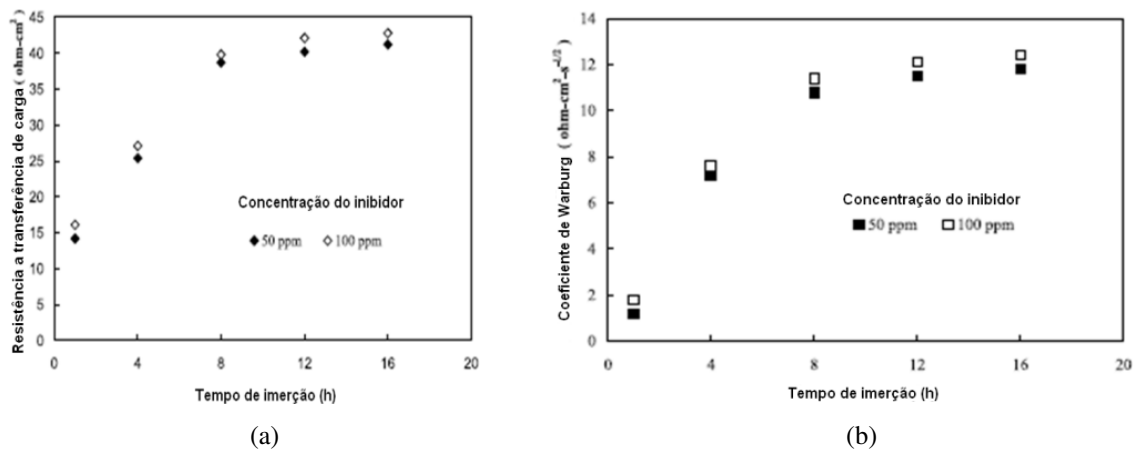 Resistência a transferência de carga ( ohm-cm²)
45
40
35
30
25
20
15
10
5
0
0 4 8 12 16 20
Concentração do inibidor
50 ppm 100 ppm
Tempo de imerção (h)
(a)
Coeficiente de Warburg ( ohm-cm²-s⁻¹/²)
14
12
10
8
6
4
2
0
0 4 8 12 16 20
Concentração do inibidor
50 ppm 100 ppm
Tempo de imerção (h)
(b)